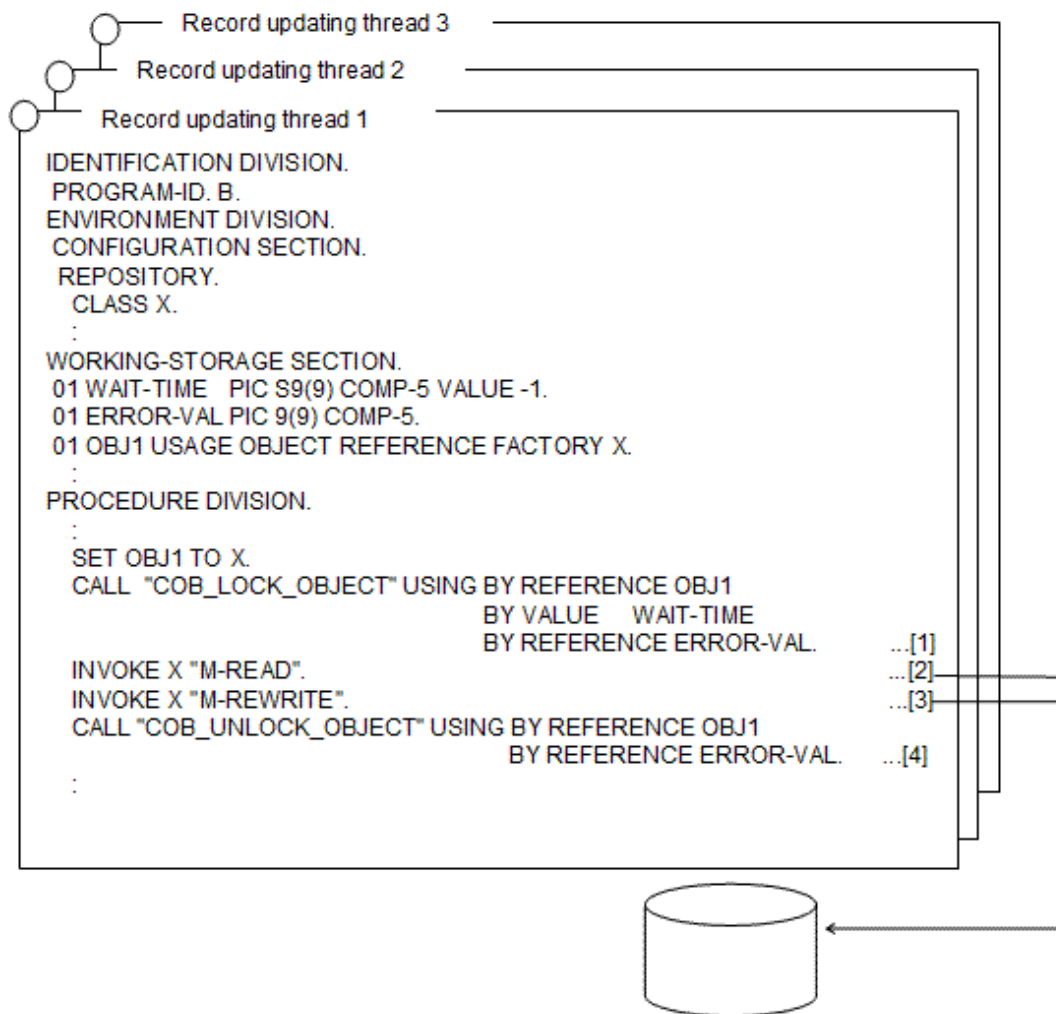 Record updating thread 3
Record updating thread 2
Record updating thread 1
IDENTIFICATION DIVISION.
PROGRAM-ID. B.
ENVIRONMENT DIVISION.
CONFIGURATION SECTION.
REPOSITORY.
CLASS X.
:
WORKING-STORAGE SECTION.
01 WAIT-TIME PIC S9(9) COMP-5 VALUE -1.
01 ERROR-VAL PIC 9(9) COMP-5.
01 OBJ1 USAGE OBJECT REFERENCE FACTORY X.
:
PROCEDURE DIVISION.
:
SET OBJ1 TO X.
CALL "COB_LOCK_OBJECT" USING BY REFERENCE OBJ1
BY VALUE WAIT-TIME
BY REFERENCE ERROR-VAL. ...[1]
INVOKE X "M-READ". ...[2]
INVOKE X "M-REWRITE". ...[3]
CALL "COB_UNLOCK_OBJECT" USING BY REFERENCE OBJ1
BY REFERENCE ERROR-VAL. ...[4]
: